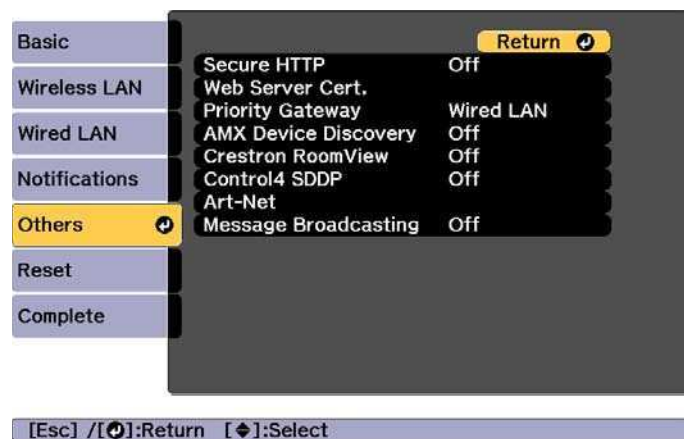 Basic
Wireless LAN
Wired LAN
Notifications
Others
Reset
Complete
Return
Secure HTTP Off
Web Server Cert.
Priority Gateway Wired LAN
AMX Device Discovery Off
Crestron RoomView Off
Control4 SDDP Off
Art-Net
Message Broadcasting Off
[Esc] /[⏎]:Return [◆]:Select